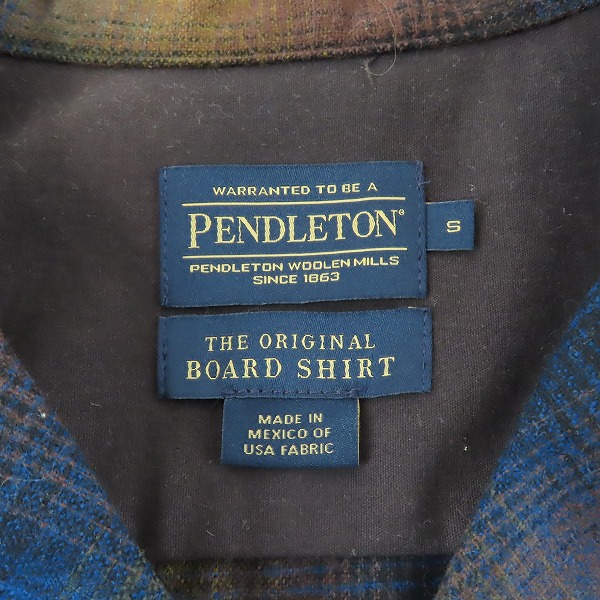 WARRANTED TO BE A
PENDLETON®
PENDLETON WOOLEN MILLS
SINCE 1863
S
THE ORIGINAL
BOARD SHIRT
MADE IN
MEXICO OF
USA FABRIC